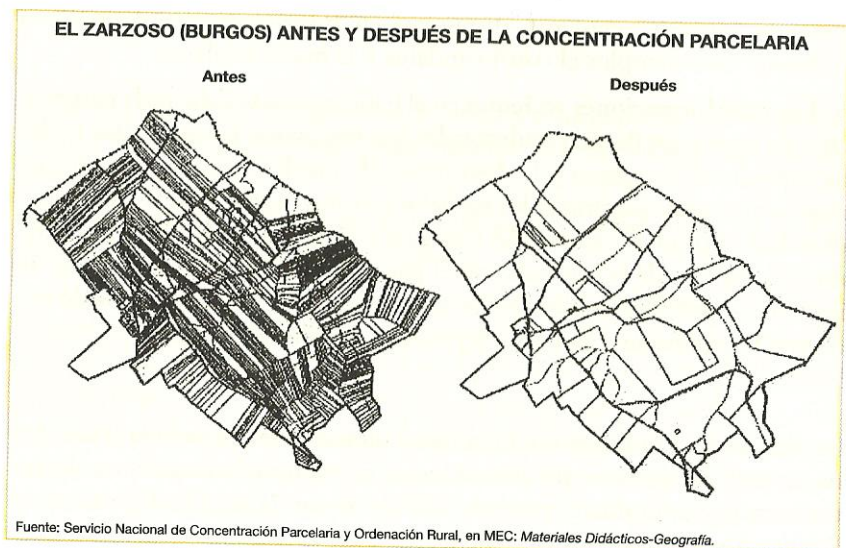 EL ZARZOSO (BURGOS) ANTES Y DESPUÉS DE LA CONCENTRACIÓN PARCELARIA
Antes
Después
Fuente: Servicio Nacional de Concentración Parcelaria y Ordenación Rural, en MEC: Materiales Didácticos-Geografía.